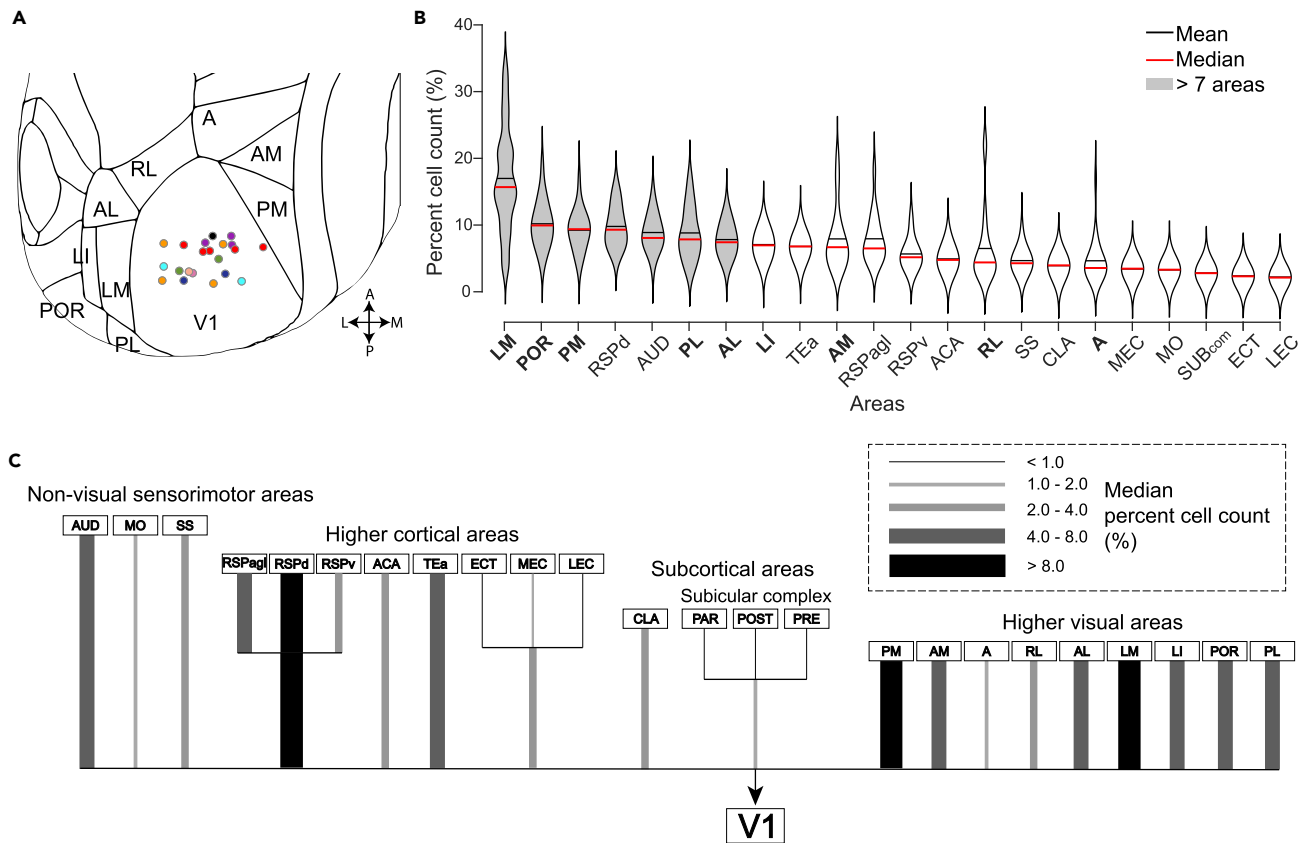 A
A
RL
AM
AL
PM
LI
LM
POR
V1
PL
A
L
M
P
B
Percent cell count (%)
40
30
20
10
0
Mean
Median
> 7 areas
LM
POR
PM
RSPd
AUD
PL
AL
LI
TEa
AM
RSPagl
RSPv
ACA
RL
SS
CLA
A
MEC
MO
SUBcom
ECT
LEC
Areas
C
Non-visual sensorimotor areas
AUD MO SS
Higher cortical areas
RSPagl RSPd RSPv ACA TEa ECT MEC LEC
Subcortical areas
Subicular complex
CLA PAR POST PRE
< 1.0
1.0 - 2.0
2.0 - 4.0
4.0 - 8.0
> 8.0
Median
percent cell count
(%)
Higher visual areas
PM AM A RL AL LM LI POR PL
V1